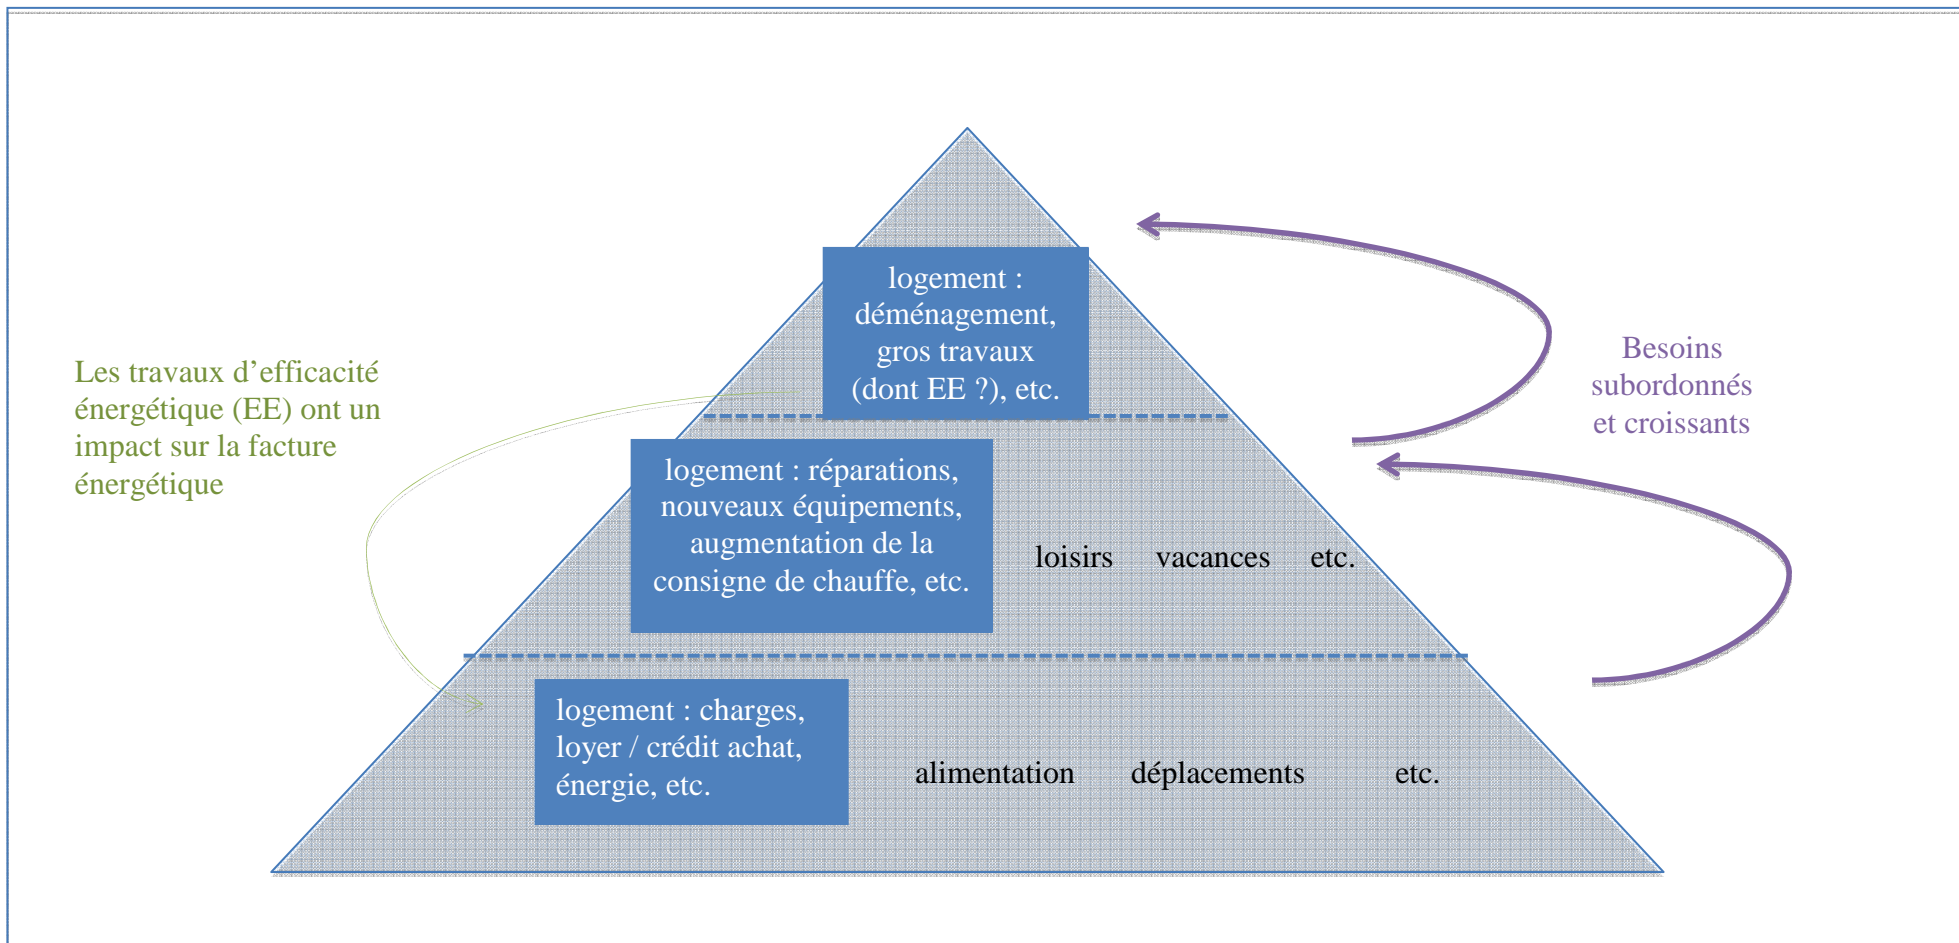 logement :
déménagement,
gros travaux
(dont EE ?), etc.
Les travaux d’efficacité
énergétique (EE) ont un
impact sur la facture
énergétique
Besoins
subordonnés
et croissants
logement : réparations,
nouveaux équipements,
augmentation de la
consigne de chauffe, etc.
loisirs vacances etc.
logement : charges,
loyer / crédit achat,
énergie, etc.
alimentation déplacements etc.